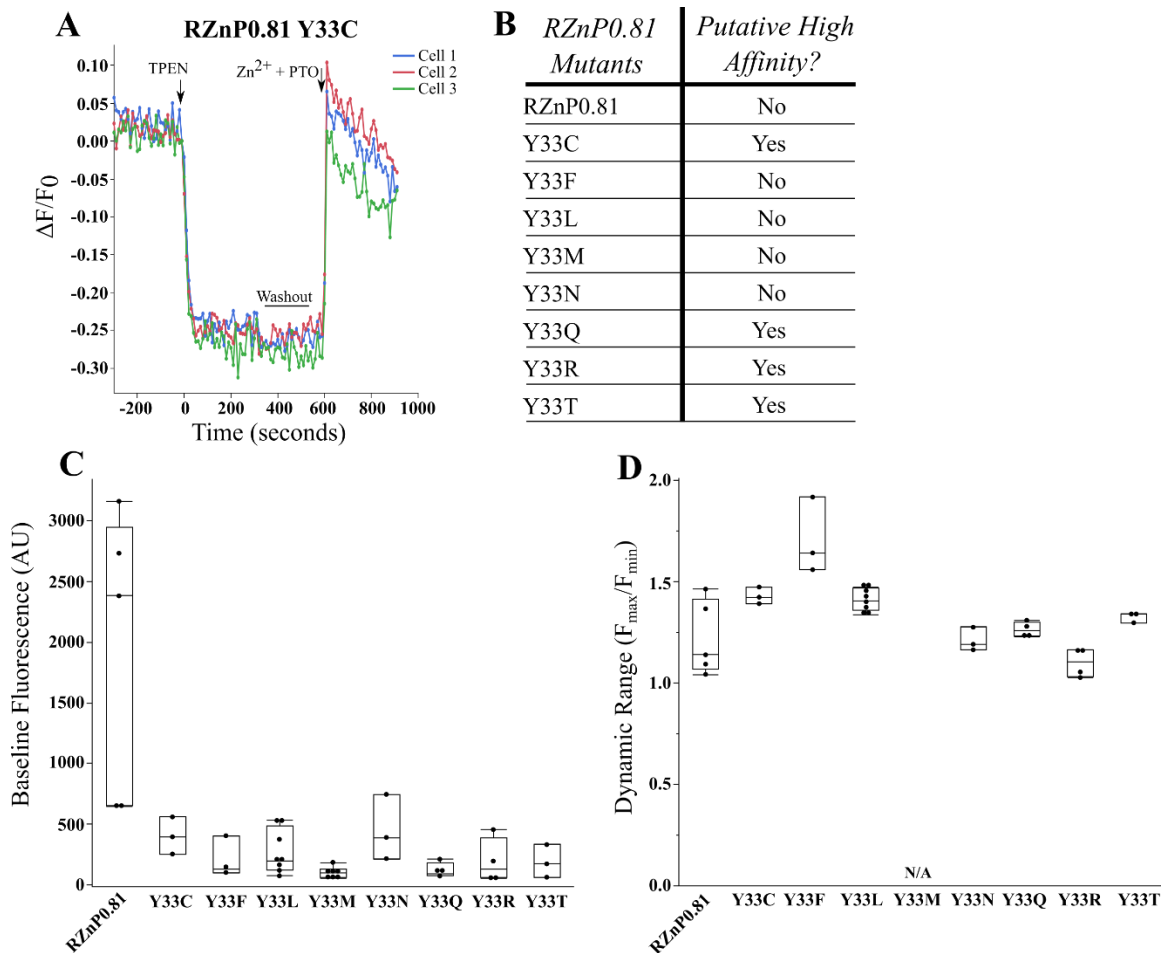 A
RZnP0.81 Y33C
TPEN
Zn²⁺ + PTO
Cell 1
Cell 2
Cell 3
0.10
0.05
0.00
-0.05
-0.10
-0.15
-0.20
-0.25
-0.30
ΔF/F₀
Washout
-200 0 200 400 600 800 1000
Time (seconds)
B
RZnP0.81 Mutants
Putative High Affinity?
RZnP0.81 No
Y33C Yes
Y33F No
Y33L No
Y33M No
Y33N No
Y33Q Yes
Y33R Yes
Y33T Yes
C
Baseline Fluorescence (AU)
3000
2500
2000
1500
1000
500
0
RZnP0.81 Y33C Y33F Y33L Y33M Y33N Y33Q Y33R Y33T
D
Dynamic Range (Fmax/Fmin)
2.0
1.5
1.0
0.5
0.0
N/A
RZnP0.81 Y33C Y33F Y33L Y33M Y33N Y33Q Y33R Y33T